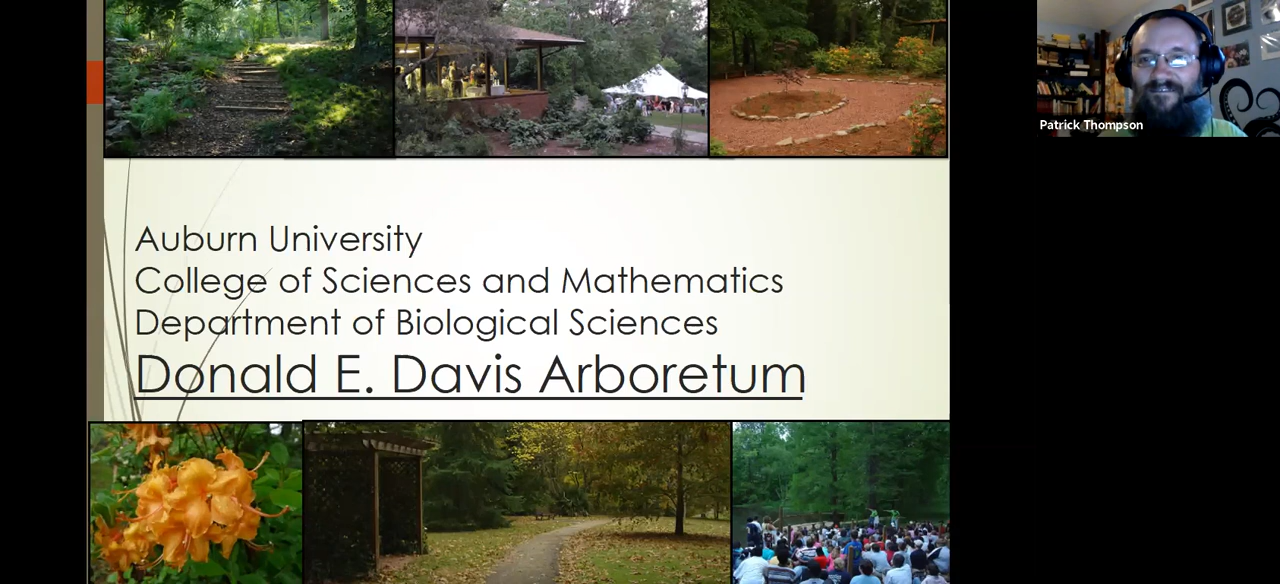 Patrick Thompson
Auburn University
College of Sciences and Mathematics
Department of Biological Sciences
Donald E. Davis Arboretum